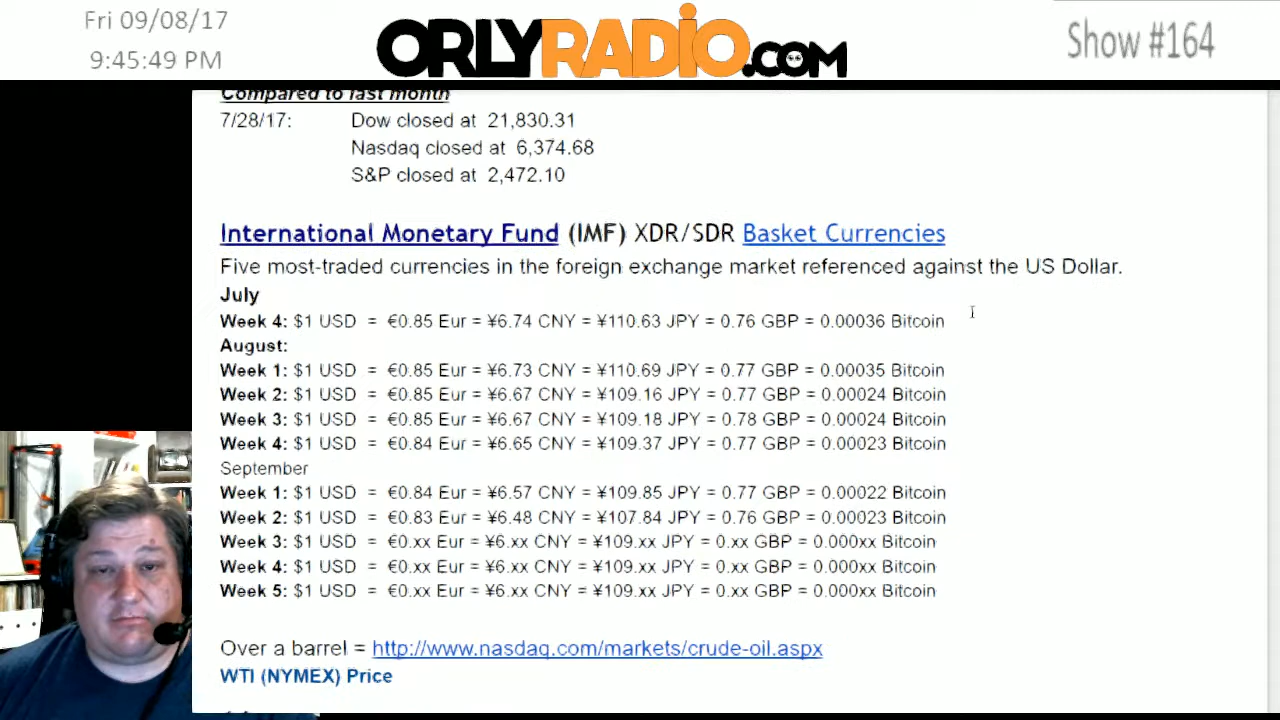 Fri 09/08/17
9:45:49 PM
ORLYRADIO.COM
Show #164
Compared to last month
7/28/17: Dow closed at 21,830.31
Nasdaq closed at 6,374.68
S&P closed at 2,472.10
International Monetary Fund (IMF) XDR/SDR Basket Currencies
Five most-traded currencies in the foreign exchange market referenced against the US Dollar.
July
Week 4: $1 USD = €0.85 Eur = ¥6.74 CNY = ¥110.63 JPY = 0.76 GBP = 0.00036 Bitcoin
August:
Week 1: $1 USD = €0.85 Eur = ¥6.73 CNY = ¥110.69 JPY = 0.77 GBP = 0.00035 Bitcoin
Week 2: $1 USD = €0.85 Eur = ¥6.67 CNY = ¥109.16 JPY = 0.77 GBP = 0.00024 Bitcoin
Week 3: $1 USD = €0.85 Eur = ¥6.67 CNY = ¥109.18 JPY = 0.78 GBP = 0.00024 Bitcoin
Week 4: $1 USD = €0.84 Eur = ¥6.65 CNY = ¥109.37 JPY = 0.77 GBP = 0.00023 Bitcoin
September
Week 1: $1 USD = €0.84 Eur = ¥6.57 CNY = ¥109.85 JPY = 0.77 GBP = 0.00022 Bitcoin
Week 2: $1 USD = €0.83 Eur = ¥6.48 CNY = ¥107.84 JPY = 0.76 GBP = 0.00023 Bitcoin
Week 3: $1 USD = €0.xx Eur = ¥6.xx CNY = ¥109.xx JPY = 0.xx GBP = 0.000xx Bitcoin
Week 4: $1 USD = €0.xx Eur = ¥6.xx CNY = ¥109.xx JPY = 0.xx GBP = 0.000xx Bitcoin
Week 5: $1 USD = €0.xx Eur = ¥6.xx CNY = ¥109.xx JPY = 0.xx GBP = 0.000xx Bitcoin
Over a barrel = http://www.nasdaq.com/markets/crude-oil.aspx
WTI (NYMEX) Price